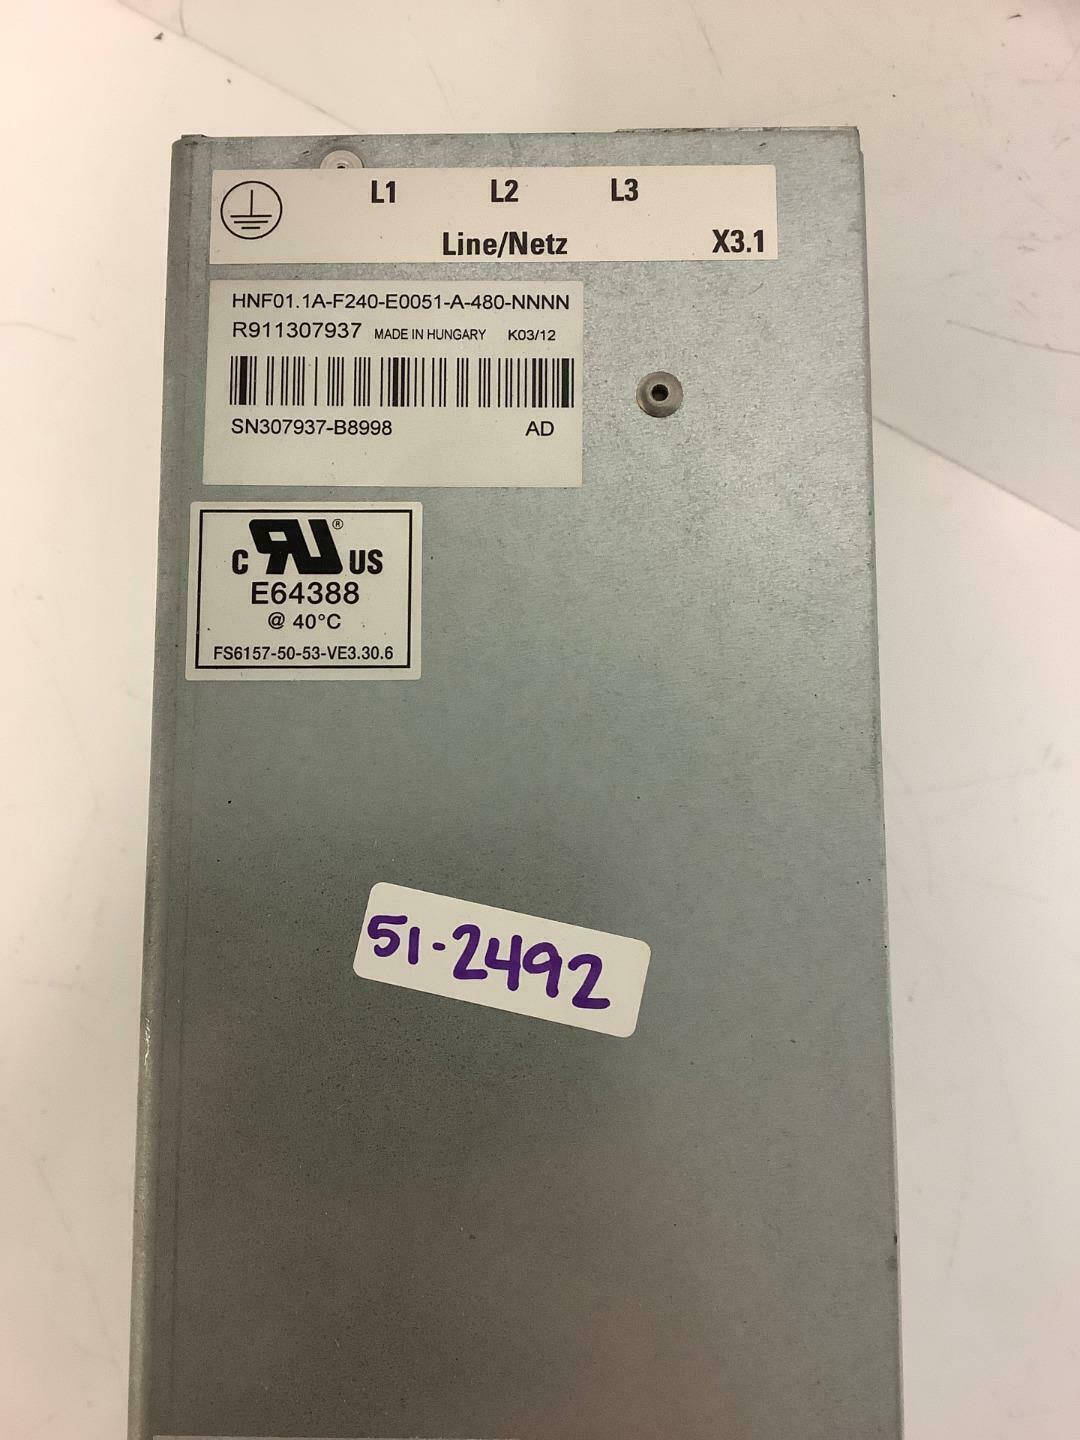 L1 L2 L3
Line/Netz X3.1
HNF01.1A-F240-E0051-A-480-NNNN
R911307937 MADE IN HUNGARY K03/12
SN307937-B8998 AD
C RU® US
E64388
@ 40°C
FS6157-50-53-VE3.30.6
51-2492